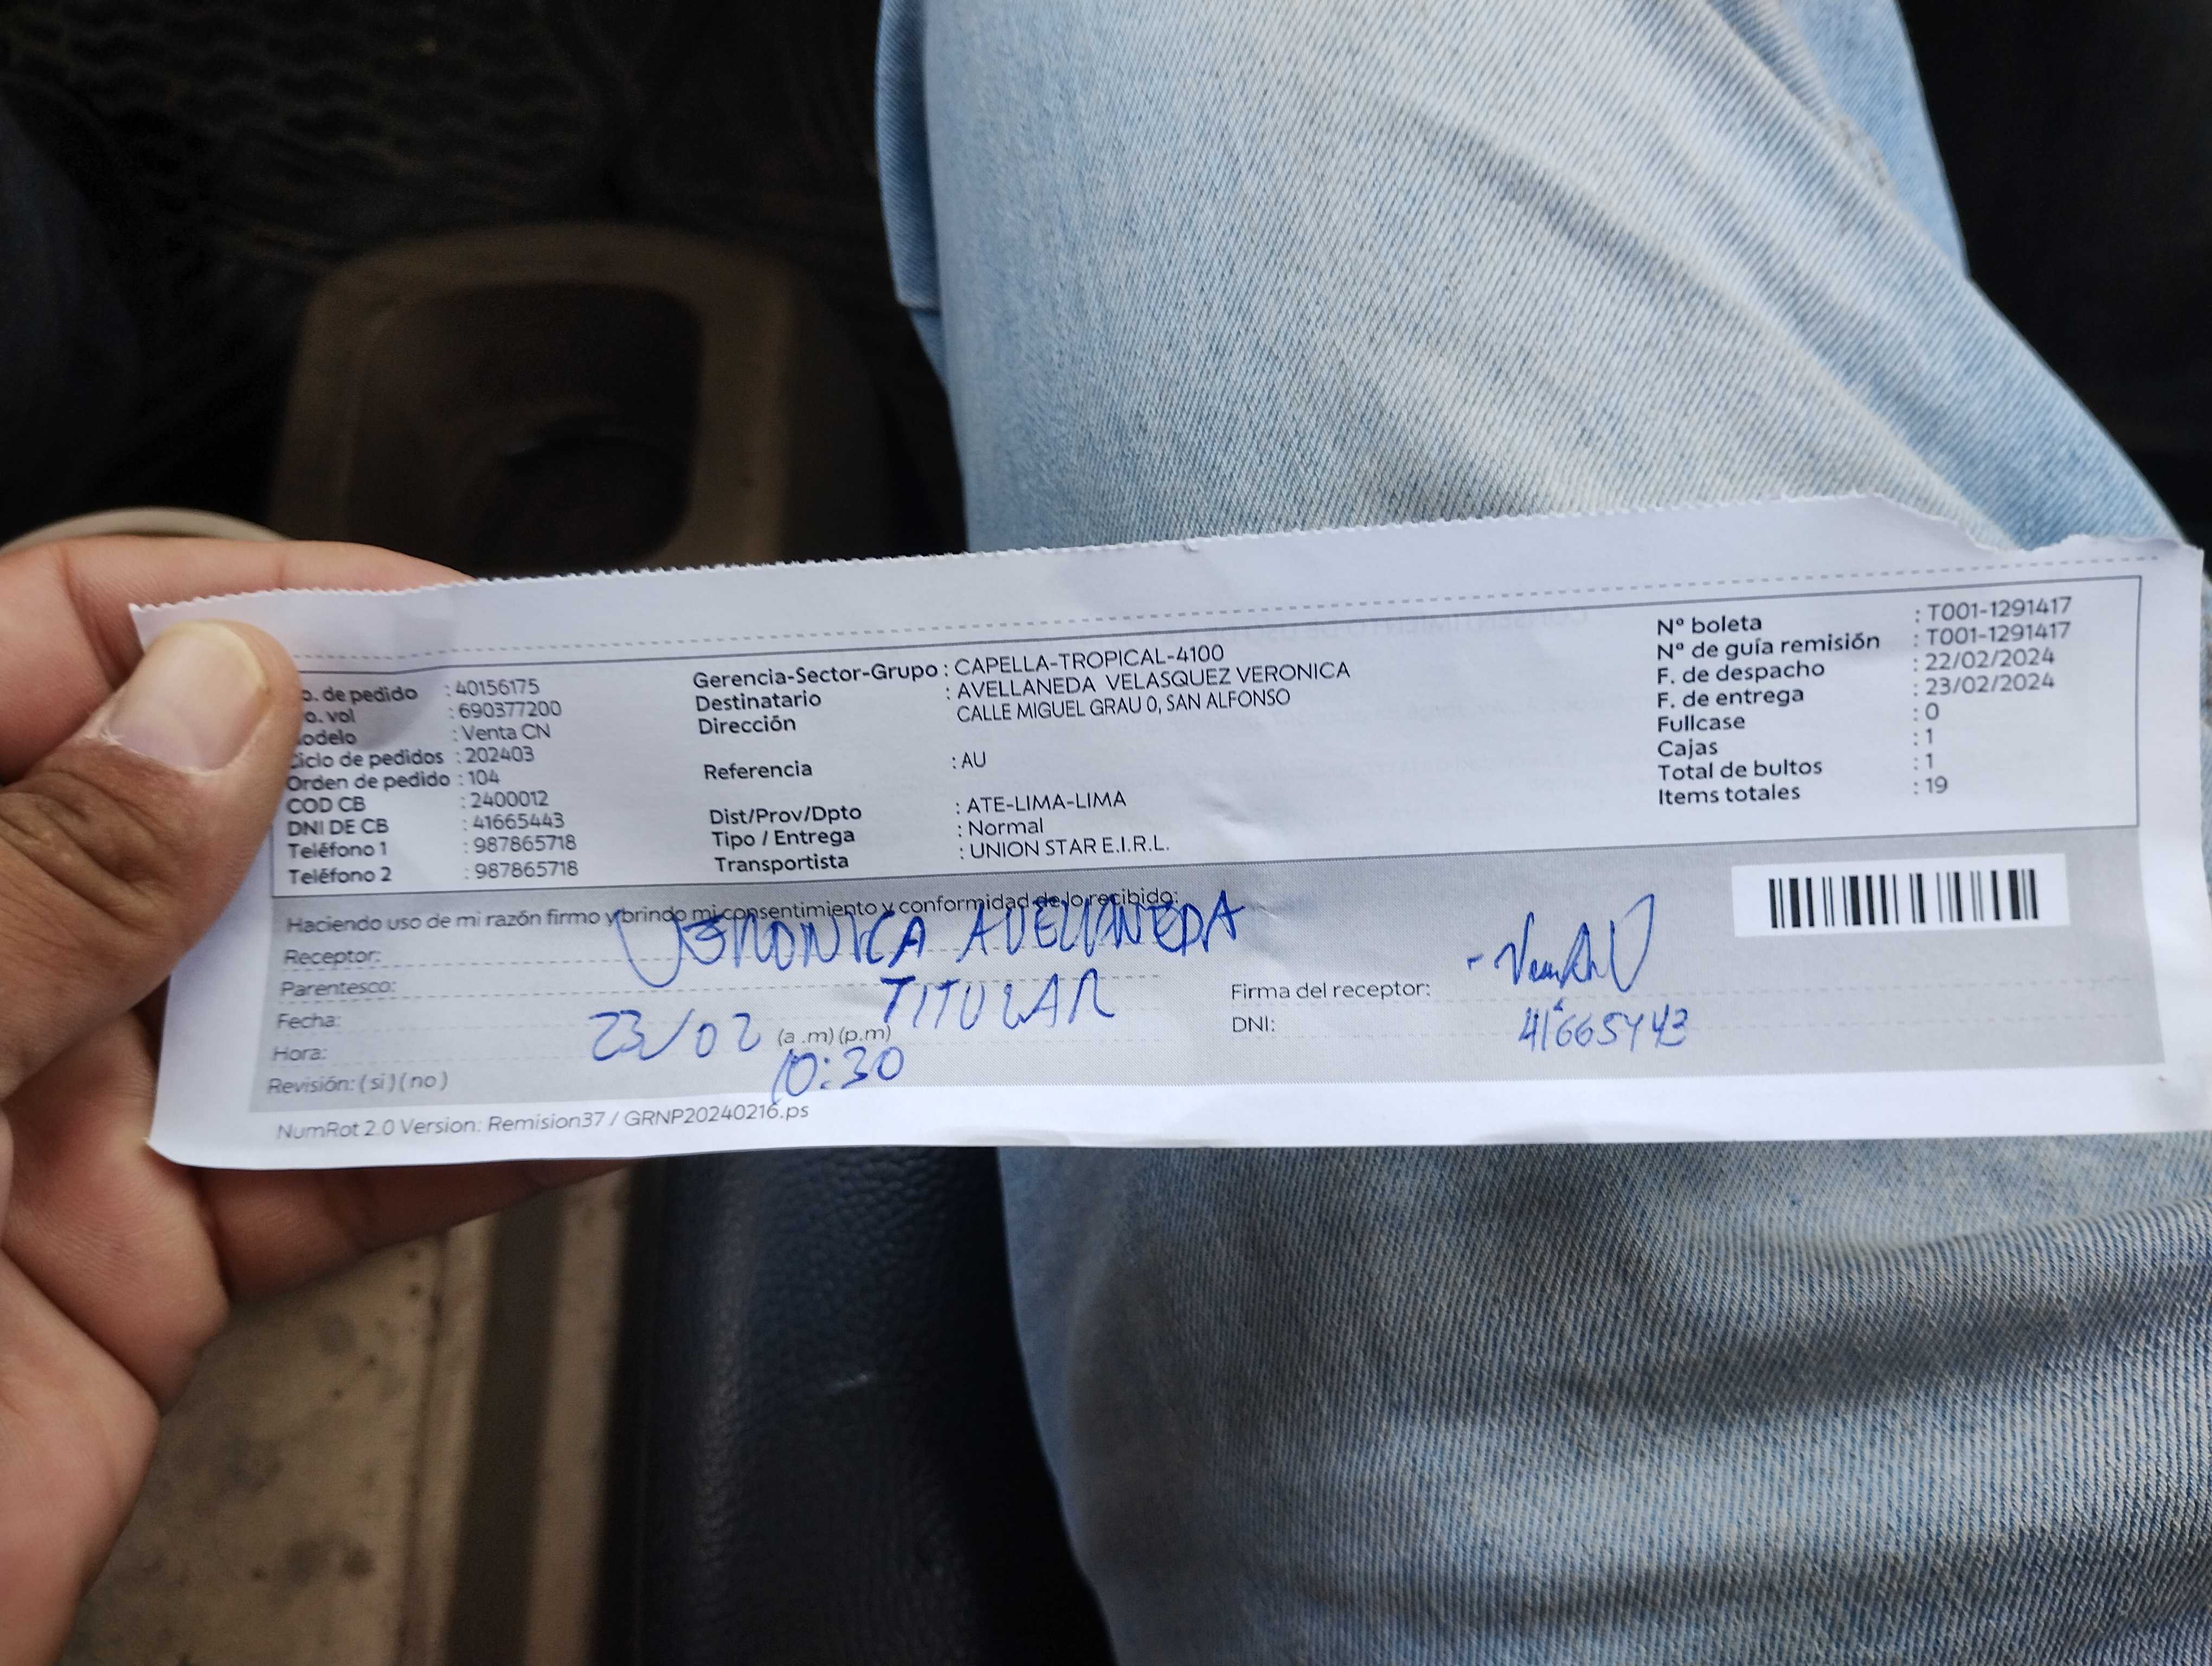 o. de pedido : 40156175
o. vol : 690377200
odelo : Venta CN
Ciclo de pedidos : 202403
Orden de pedido : 104
COD CB : 2400012
DNI DE CB : 41665443
Teléfono 1 : 987865718
Teléfono 2 : 987865718
Gerencia-Sector-Grupo : CAPELLA-TROPICAL-4100
Destinatario : AVELLANEDA VELASQUEZ VERONICA
Dirección CALLE MIGUEL GRAU 0, SAN ALFONSO
Referencia : AU
Dist/Prov/Dpto : ATE-LIMA-LIMA
Tipo / Entrega : Normal
Transportista : UNION STAR E.I.R.L.
Nº boleta : T001-1291417
Nº de guía remisión : T001-1291417
F. de despacho : 22/02/2024
F. de entrega : 23/02/2024
Fullcase : 0
Cajas : 1
Total de bultos : 1
Items totales : 19
Haciendo uso de mi razón firmo y brindo mi consentimiento y conformidad de lo recibido:
Receptor: VERONICA AVELLANEDA
Parentesco: TITULAR
Fecha: 23/02
Hora: (a .m) (p.m) 10:30
Revisión: ( si ) ( no )
Firma del receptor:
DNI: 41665443
NumRot 2.0 Version: Remision37 / GRNP20240216.ps